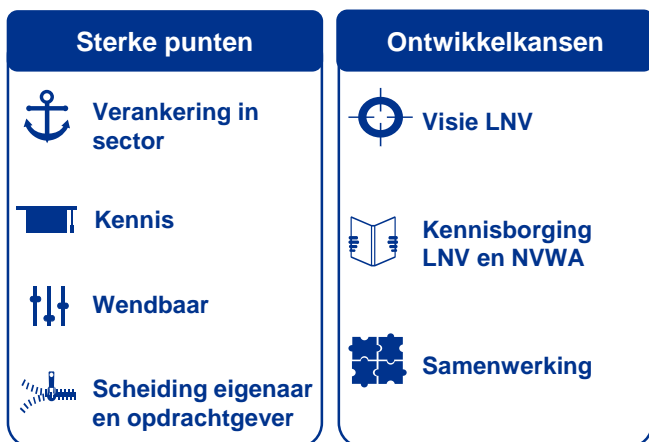 Sterke punten
Verankering in
sector
Kennis
Wendbaar
Scheiding eigenaar
en opdrachtgever
Ontwikkelkansen
Visie LNV
Kennisborging
LNV en NVWA
Samenwerking